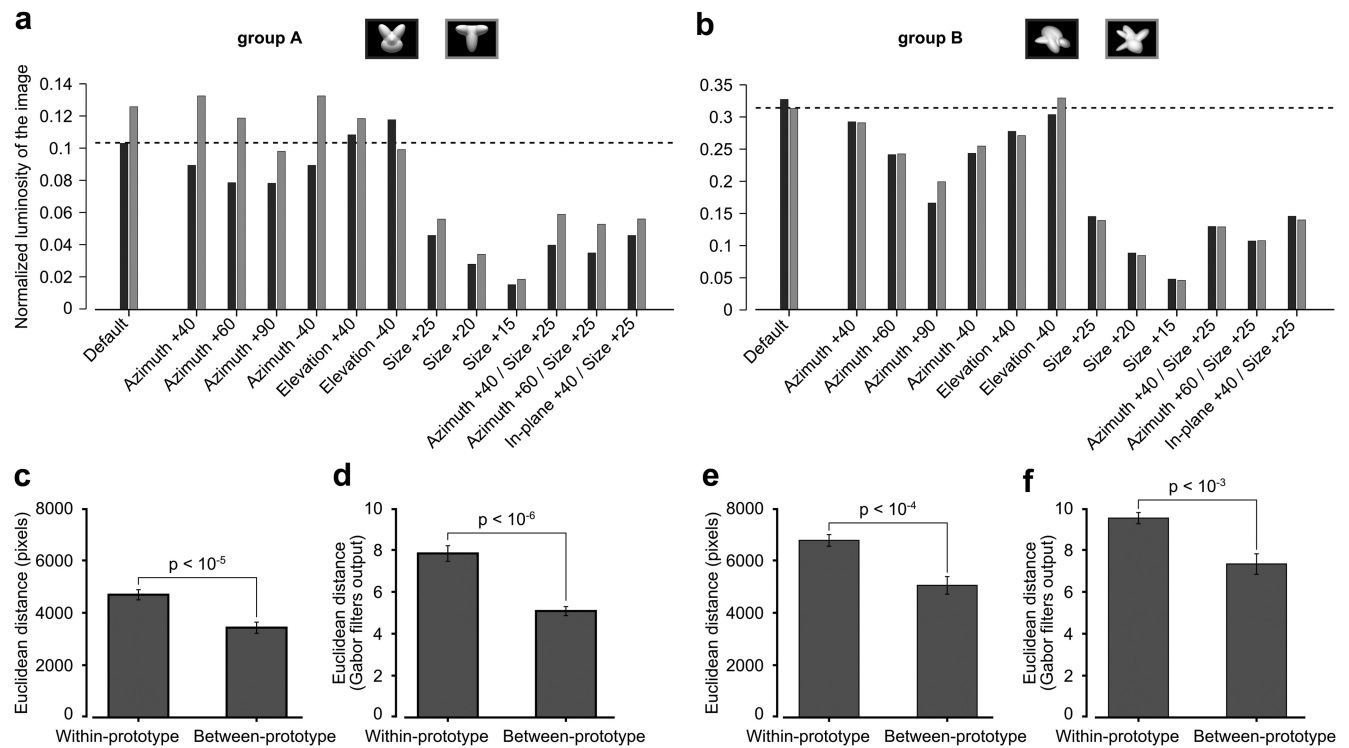 a
group A
Normalized luminosity of the image
0.14
0.12
0.1
0.08
0.06
0.04
0.02
0
Default
Azimuth +40
Azimuth +60
Azimuth +90
Azimuth -40
Elevation +40
Elevation -40
Size +25
Size +20
Size +15
Azimuth +40 / Size +25
Azimuth +60 / Size +25
In-plane +40 / Size +25
b
group B
0.35
0.3
0.25
0.2
0.15
0.1
0.05
0
Default
Azimuth +40
Azimuth +60
Azimuth +90
Azimuth -40
Elevation +40
Elevation -40
Size +25
Size +20
Size +15
Azimuth +40 / Size +25
Azimuth +60 / Size +25
In-plane +40 / Size +25
c
Euclidean distance (pixels)
8000
6000
4000
2000
0
p < 10⁻⁵
Within-prototype
Between-prototype
d
Euclidean distance
(Gabor filters output)
10
8
6
4
2
0
p < 10⁻⁶
Within-prototype
Between-prototype
e
Euclidean distance (pixels)
8000
6000
4000
2000
0
p < 10⁻⁴
Within-prototype
Between-prototype
f
Euclidean distance
(Gabor filters output)
10
8
6
4
2
0
p < 10⁻³
Within-prototype
Between-prototype